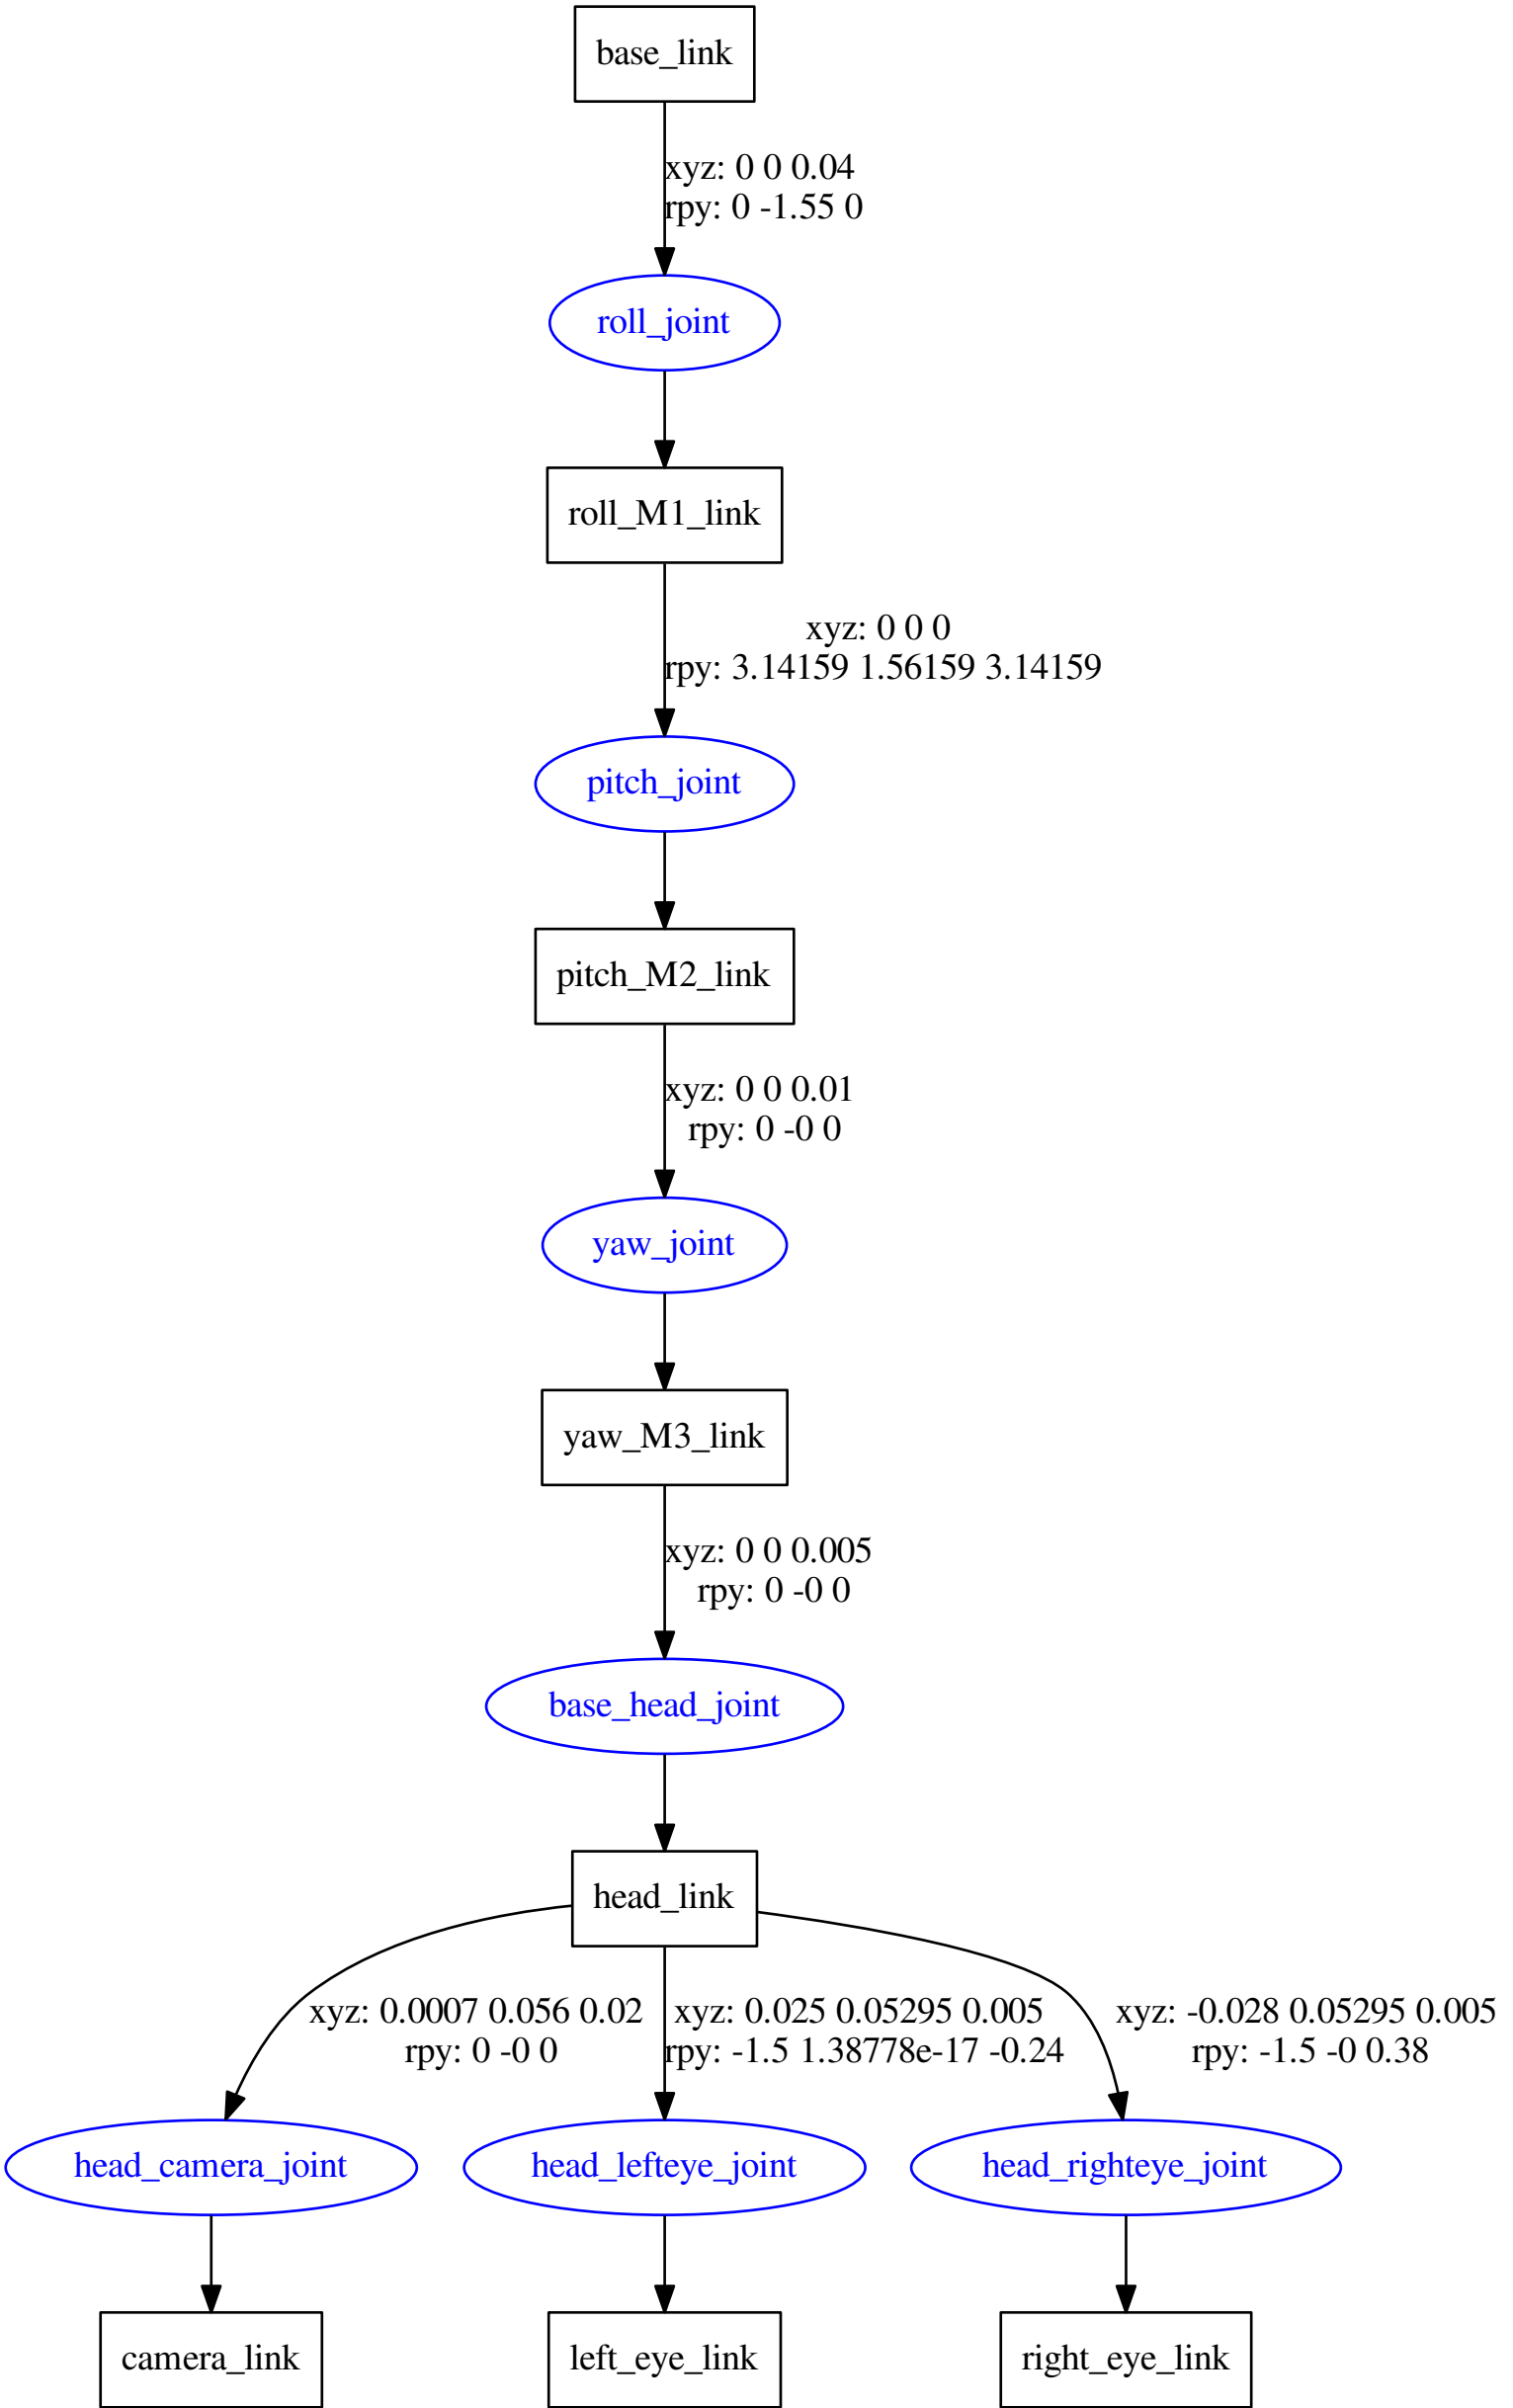 base_link
xyz: 0 0 0.04
rpy: 0 -1.55 0
roll_joint
roll_M1_link
xyz: 0 0 0
rpy: 3.14159 1.56159 3.14159
pitch_joint
pitch_M2_link
xyz: 0 0 0.01
rpy: 0 -0 0
yaw_joint
yaw_M3_link
xyz: 0 0 0.005
rpy: 0 -0 0
base_head_joint
head_link
xyz: 0.0007 0.056 0.02
rpy: 0 -0 0
xyz: 0.025 0.05295 0.005
rpy: -1.5 1.38778e-17 -0.24
xyz: -0.028 0.05295 0.005
rpy: -1.5 -0 0.38
head_camera_joint
head_lefteye_joint
head_righteye_joint
camera_link
left_eye_link
right_eye_link